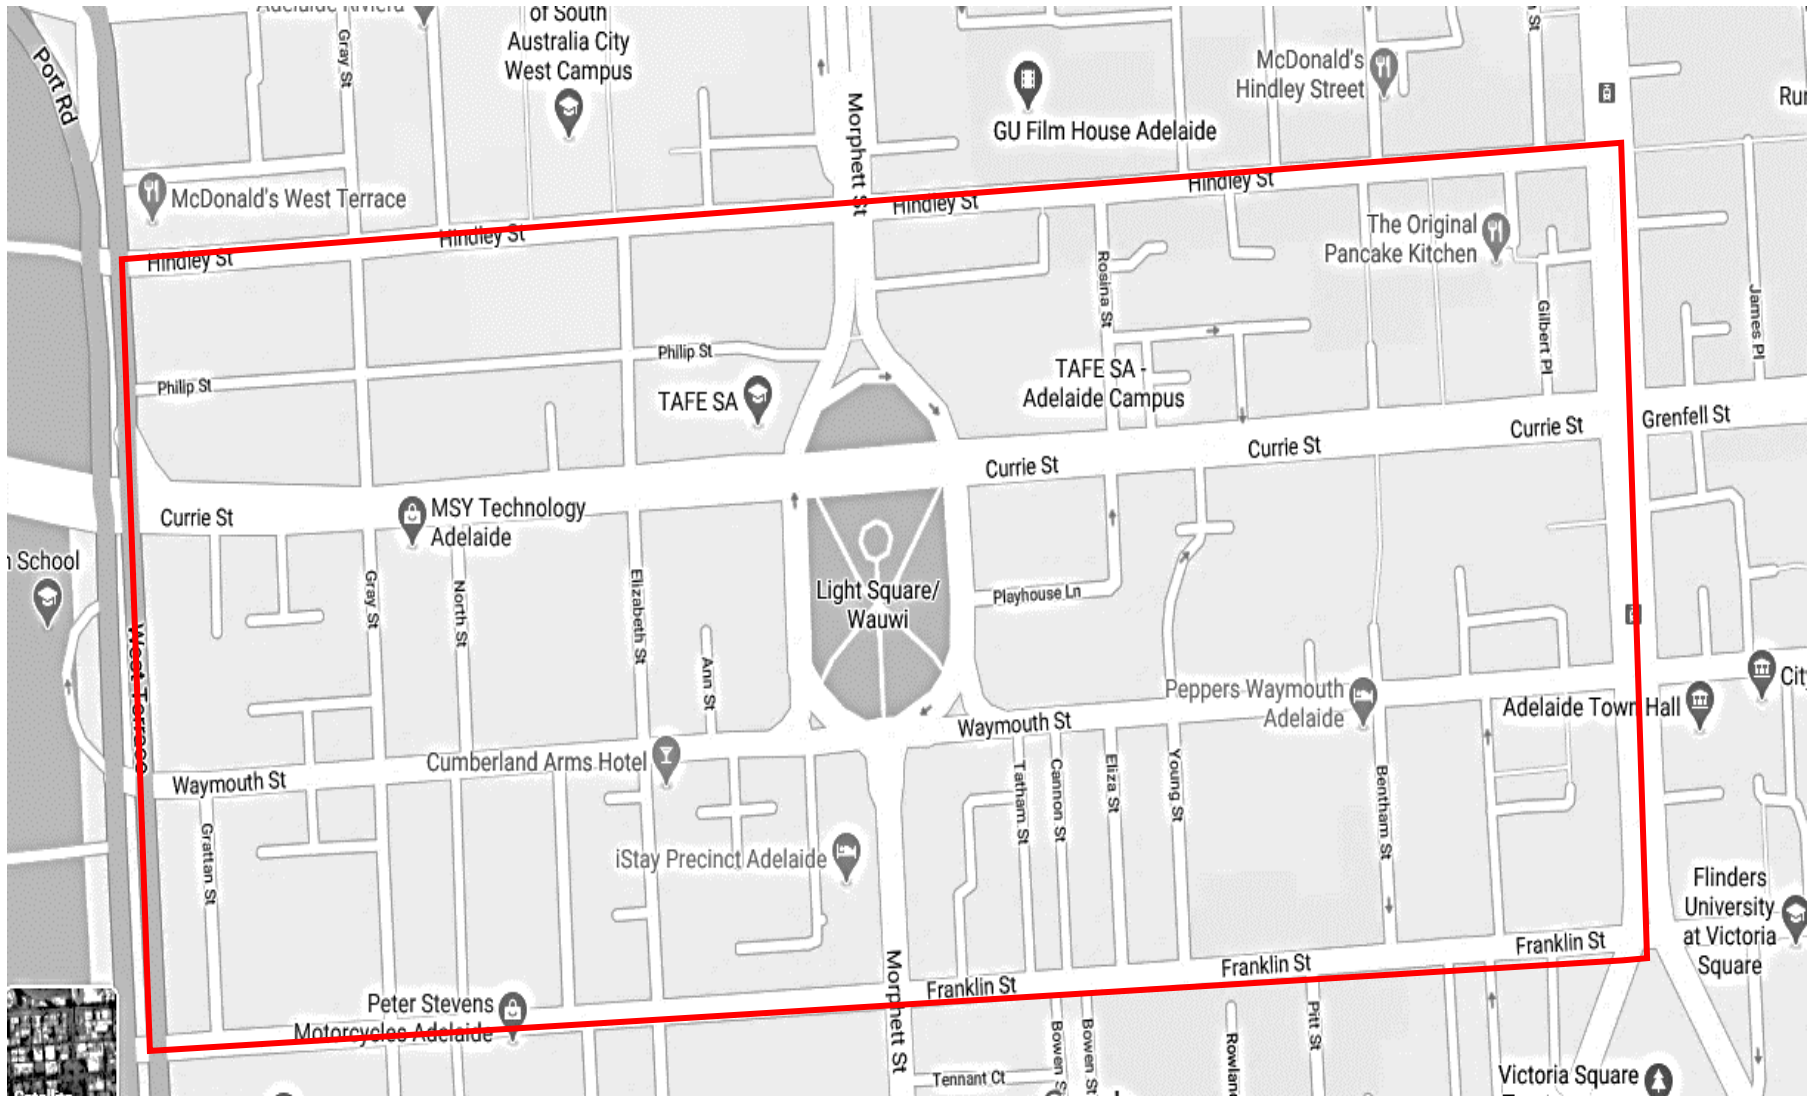 Adelaide Riviera
of South
Australia City
West Campus
Gray St
Port Rd
Morphett St
McDonald's
Hindley Street
GU Film House Adelaide
McDonald's West Terrace
Hindley St
Hindley St
Hindley St
Hindley St
The Original
Pancake Kitchen
Rosina St
Gilbert Pl
James Pl
Philip St
Philip St
TAFE SA
TAFE SA -
Adelaide Campus
Grenfell St
Currie St
Currie St
Currie St
Currie St
MSY Technology
Adelaide
School
Gray St
North St
Elizabeth St
Ann St
Light Square/
Wauwi
Playhouse Ln
West Terrace
Peppers Waymouth
Adelaide
Adelaide Town Hall
City
Waymouth St
Waymouth St
Cumberland Arms Hotel
Tatham St
Cannon St
Eliza St
Young St
Bentham St
Grattan St
iStay Precinct Adelaide
Flinders
University
at Victoria
Square
Franklin St
Franklin St
Franklin St
Peter Stevens
Motorcycles Adelaide
Morphett St
Bowen St
Bowen St
Pitt St
Tennant Ct
Victoria Square